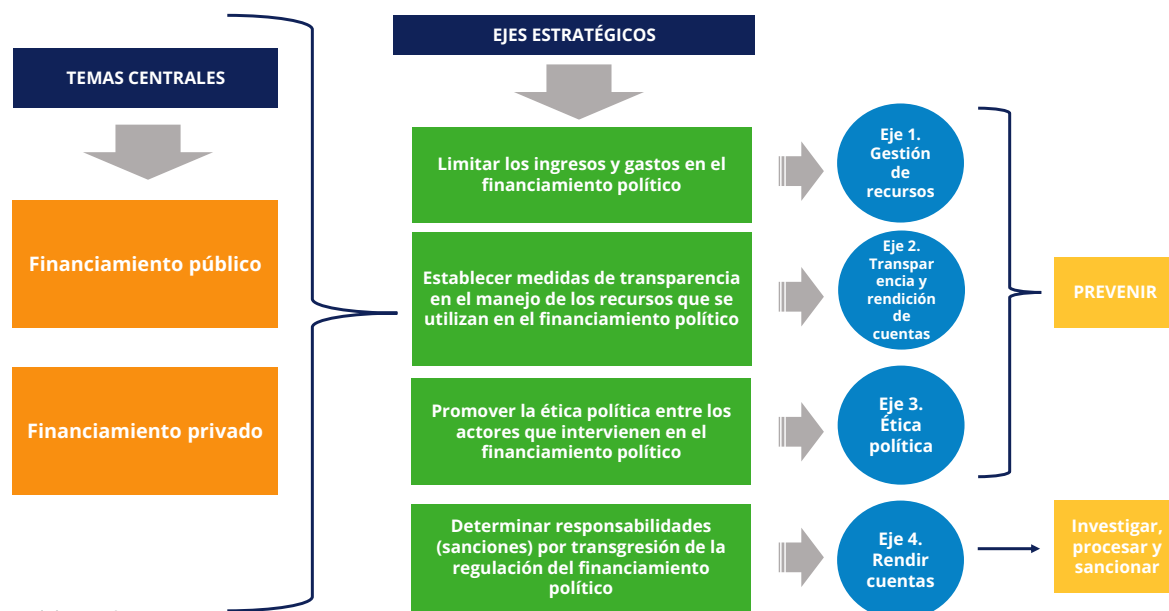 TEMAS CENTRALES
Financiamiento público
Financiamiento privado
EJES ESTRATÉGICOS
Limitar los ingresos y gastos en el
financiamiento político
Eje 1.
Gestión
de
recursos
Establecer medidas de transparencia
en el manejo de los recursos que se
utilizan en el financiamiento político
Eje 2.
Transpar
encia y
rendición
de
cuentas
Promover la ética política entre los
actores que intervienen en el
financiamiento político
Eje 3.
Ética
política
PREVENIR
Determinar responsabilidades
(sanciones) por transgresión de la
regulación del financiamiento
político
Eje 4.
Rendir
cuentas
Investigar,
procesar y
sancionar